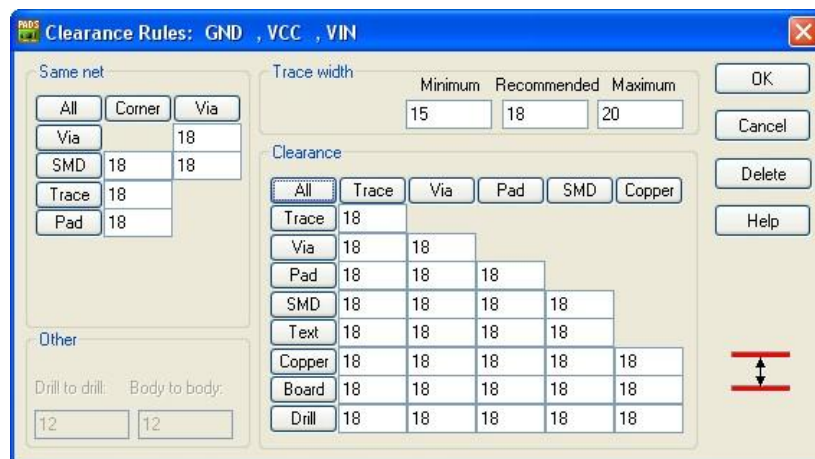 PADS
Clearance Rules: GND , VCC , VIN
Same net
All Corner Via
Via 18
SMD 18 18
Trace 18
Pad 18
Other
Drill to drill: Body to body:
12 12
Trace width
Minimum Recommended Maximum
15 18 20
Clearance
All Trace Via Pad SMD Copper
Trace 18
Via 18 18
Pad 18 18 18
SMD 18 18 18 18
Text 18 18 18 18
Copper 18 18 18 18 18
Board 18 18 18 18 18
Drill 18 18 18 18 18
OK
Cancel
Delete
Help